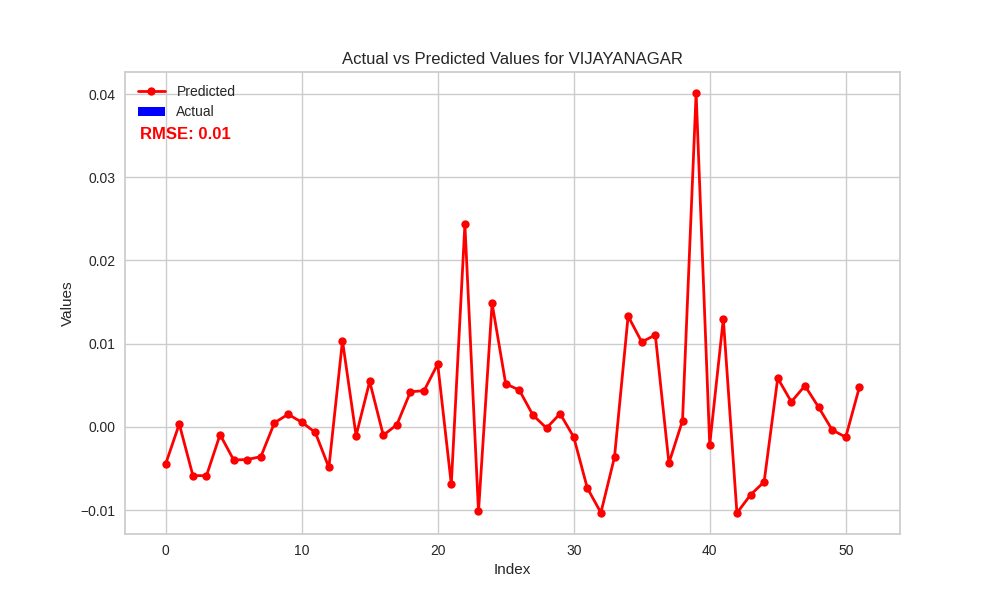 Actual vs Predicted Values for VIJAYANAGAR
Predicted
Actual
RMSE: 0.01
0.04
0.03
0.02
0.01
0.00
−0.01
Values
0 10 20 30 40 50
Index